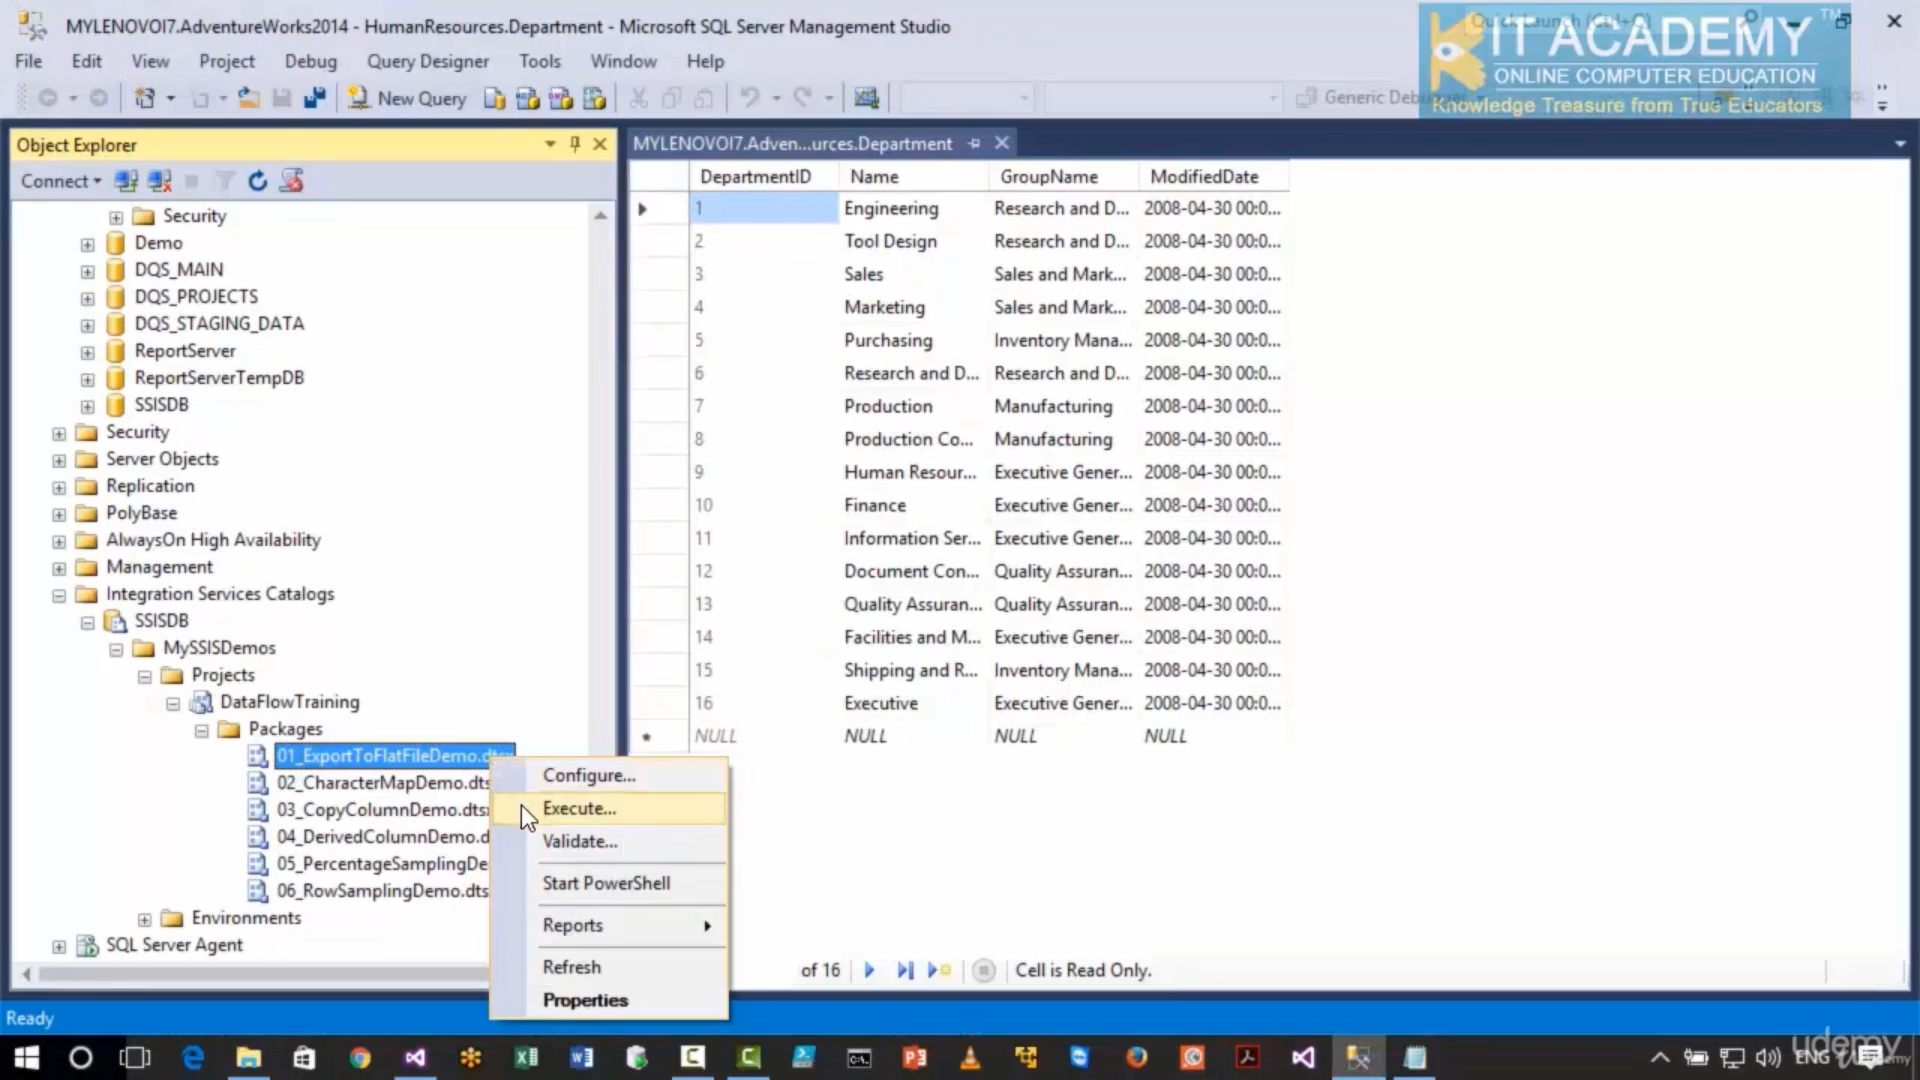 MYLENOVOI7.AdventureWorks2014 - HumanResources.Department - Microsoft SQL Server Management Studio
Quick Launch (Ctrl+Q)
KIT ACADEMY TM
ONLINE COMPUTER EDUCATION
Knowledge Treasure from True Educators
File Edit View Project Debug Query Designer Tools Window Help
New Query
Generic Debugger
Object Explorer
MYLENOVOI7.Adven...urces.Department
Connect
DepartmentID Name GroupName ModifiedDate
1 Engineering Research and D... 2008-04-30 00:0...
2 Tool Design Research and D... 2008-04-30 00:0...
3 Sales Sales and Mark... 2008-04-30 00:0...
4 Marketing Sales and Mark... 2008-04-30 00:0...
5 Purchasing Inventory Mana... 2008-04-30 00:0...
6 Research and D... Research and D... 2008-04-30 00:0...
7 Production Manufacturing 2008-04-30 00:0...
8 Production Co... Manufacturing 2008-04-30 00:0...
9 Human Resour... Executive Gener... 2008-04-30 00:0...
10 Finance Executive Gener... 2008-04-30 00:0...
11 Information Ser... Executive Gener... 2008-04-30 00:0...
12 Document Con... Quality Assuran... 2008-04-30 00:0...
13 Quality Assuran... Quality Assuran... 2008-04-30 00:0...
14 Facilities and M... Executive Gener... 2008-04-30 00:0...
15 Shipping and R... Inventory Mana... 2008-04-30 00:0...
16 Executive Executive Gener... 2008-04-30 00:0...
NULL NULL NULL NULL
Security
Demo
DQS_MAIN
DQS_PROJECTS
DQS_STAGING_DATA
ReportServer
ReportServerTempDB
SSISDB
Security
Server Objects
Replication
PolyBase
AlwaysOn High Availability
Management
Integration Services Catalogs
SSISDB
MySSISDemos
Projects
DataFlowTraining
Packages
01_ExportToFlatFileDemo.dtsx
02_CharacterMapDemo.dts
03_CopyColumnDemo.dts
04_DerivedColumnDemo.d
05_PercentageSamplingDe
06_RowSamplingDemo.dts
Environments
SQL Server Agent
Configure...
Execute...
Validate...
Start PowerShell
Reports
Refresh
Properties
of 16
Cell is Read Only.
Ready
ENG
udemy